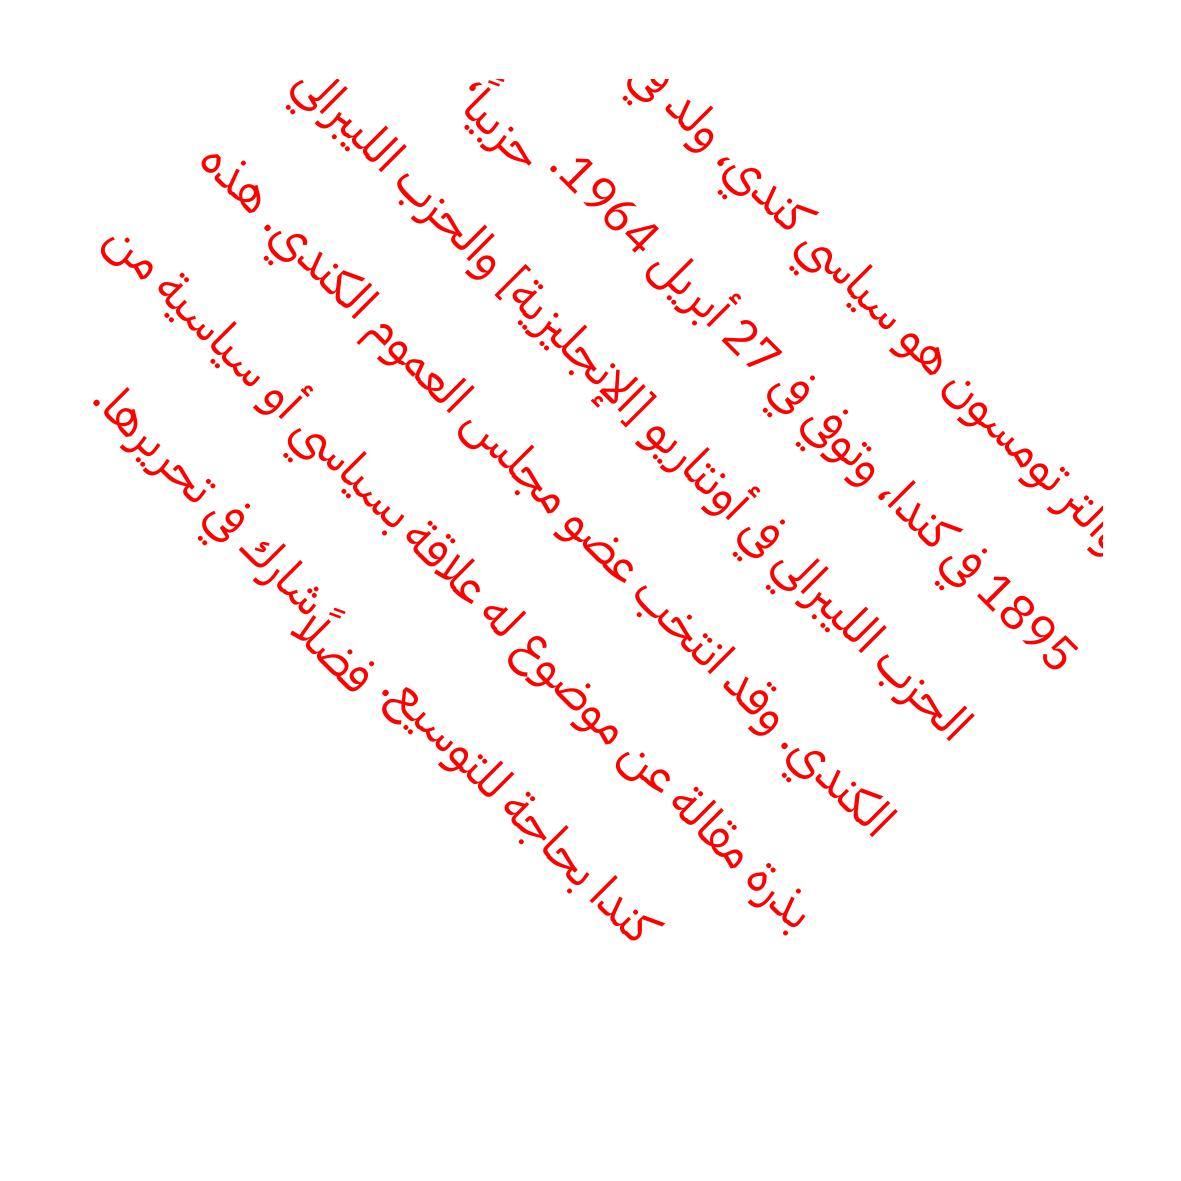 والتر تومسون هو سياسي كندي، ولد في
1895 في كندا، وتوفي في 27 أبريل 1964. حزبياً،
الحزب الليبرالي في أونتاريو [الإنجليزية] والحزب الليبرالي
الكندي. وقد انتخب عضو مجلس العموم الكندي. هذه
بذرة مقالة عن موضوع له علاقة بسياسي أو سياسية من
كندا بحاجة للتوسيع. فضلًا شارك في تحريرها.